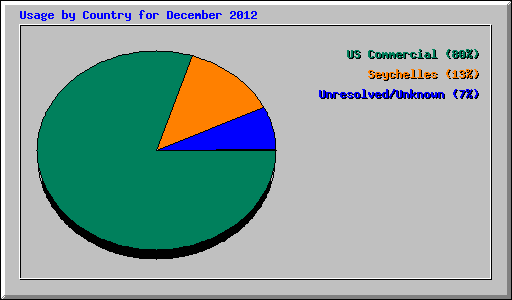 Usage by Country for December 2012
US Commercial (80%)
Seychelles (13%)
Unresolved/Unknown (7%)